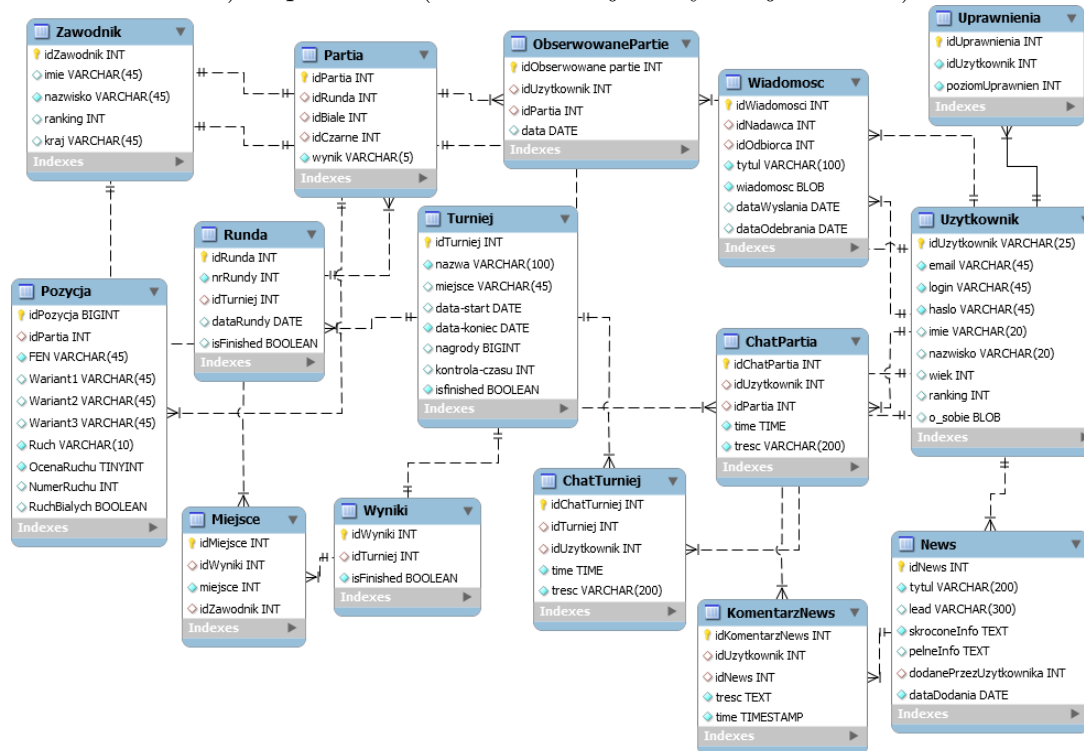 Zawodnik
idZawodnik INT
imie VARCHAR(45)
nazwisko VARCHAR(45)
ranking INT
kraj VARCHAR(45)
Indexes
Partia
idPartia INT
idRunda INT
idBiale INT
idCzarne INT
wynik VARCHAR(5)
Indexes
ObserwowanePartie
idObserwowane partie INT
idUzytkownik INT
idPartia INT
data DATE
Indexes
Wiadomosc
idWiadomosci INT
idNadawca INT
idOdbiorca INT
tytul VARCHAR(100)
wiadomosc BLOB
dataWyslania DATE
dataOdebrania DATE
Indexes
Uprawnienia
idUprawnienia INT
idUzytkownik INT
poziomUprawnien INT
Indexes
Pozycja
idPozycja BIGINT
idPartia INT
FEN VARCHAR(45)
Wariant1 VARCHAR(45)
Wariant2 VARCHAR(45)
Wariant3 VARCHAR(45)
Ruch VARCHAR(10)
OcenaRuchu TINYINT
NumerRuchu INT
RuchBialych BOOLEAN
Indexes
Runda
idRunda INT
nrRundy INT
idTurniej INT
dataRundy DATE
isFinished BOOLEAN
Indexes
Turniej
idTurniej INT
nazwa VARCHAR(100)
miejsce VARCHAR(45)
data-start DATE
data-koniec DATE
nagrody BIGINT
kontrola-czasu INT
isfinished BOOLEAN
Indexes
Uzytkownik
idUzytkownik VARCHAR(25)
email VARCHAR(45)
login VARCHAR(45)
haslo VARCHAR(45)
imie VARCHAR(20)
nazwisko VARCHAR(20)
wiek INT
ranking INT
o_sobie BLOB
Indexes
ChatPartia
idChatPartia INT
idUzytkownik INT
idPartia INT
time TIME
tresc VARCHAR(200)
Indexes
Miejsce
idMiejsce INT
idWyniki INT
miejsce INT
idZawodnik INT
Indexes
Wyniki
idWyniki INT
idTurniej INT
isFinished BOOLEAN
Indexes
ChatTurniej
idChatTurniej INT
idTurniej INT
idUzytkownik INT
time TIME
tresc VARCHAR(200)
Indexes
KomentarzNews
idKomentarzNews INT
idUzytkownik INT
idNews INT
tresc TEXT
time TIMESTAMP
Indexes
News
idNews INT
tytul VARCHAR(200)
lead VARCHAR(300)
skroconeInfo TEXT
pelneInfo TEXT
dodanePrzezUzytkownika INT
dataDodania DATE
Indexes